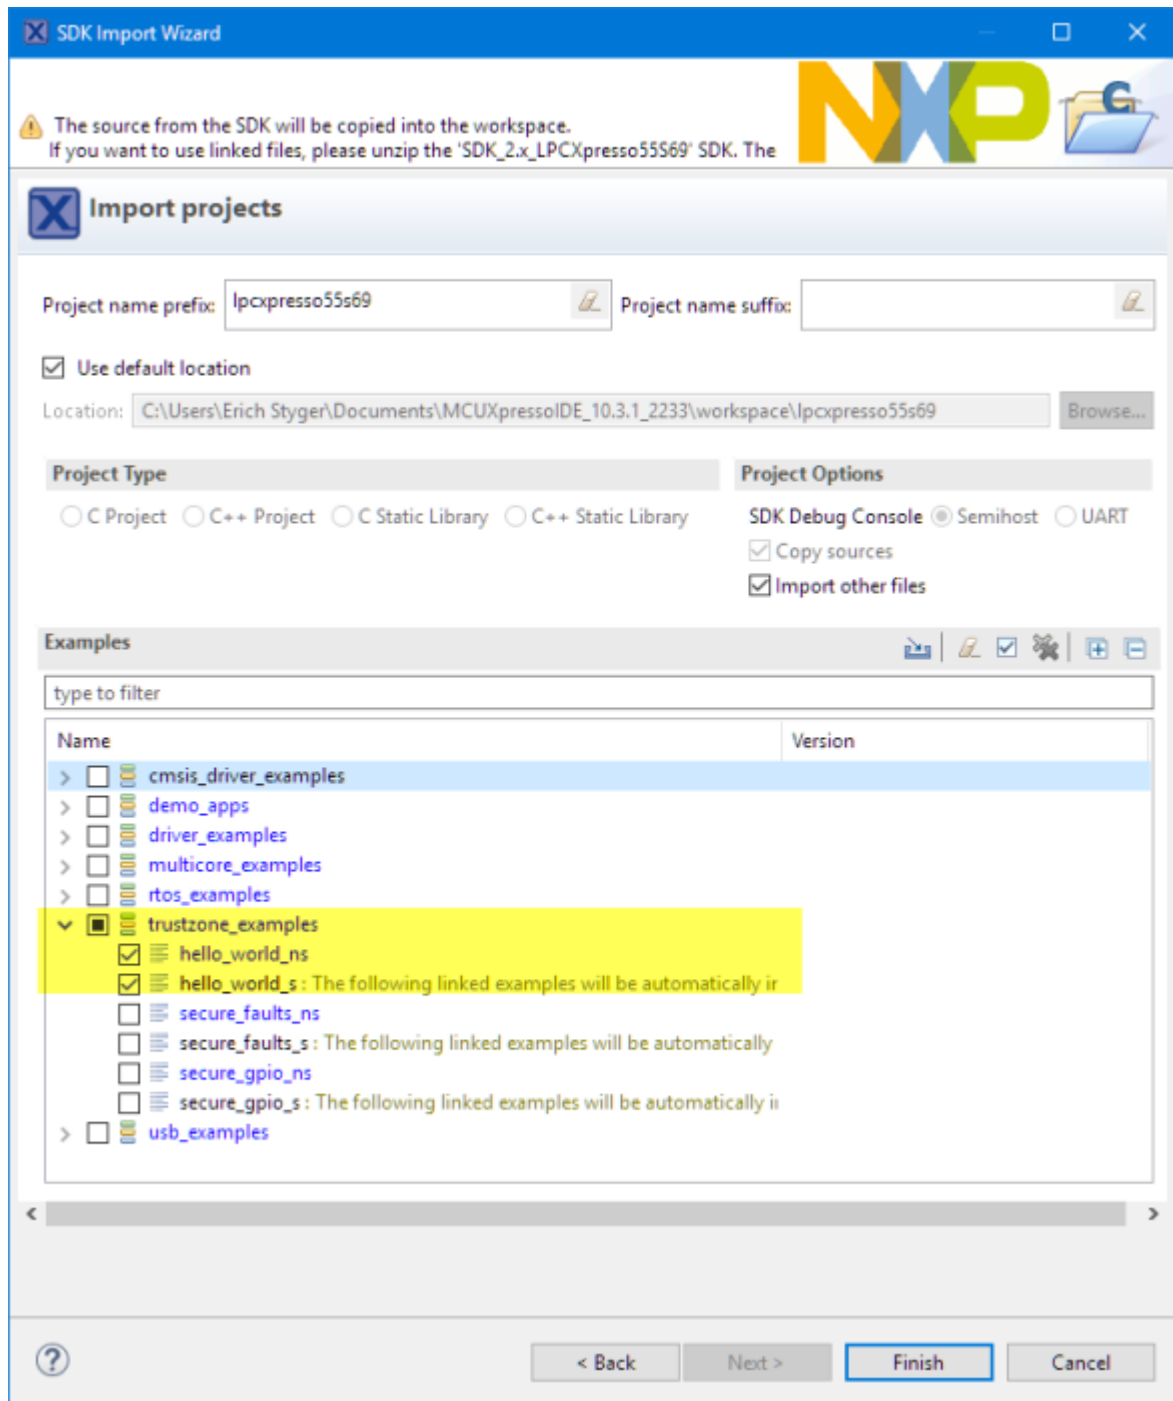 SDK Import Wizard
The source from the SDK will be copied into the workspace.
If you want to use linked files, please unzip the 'SDK_2.x_LPCXpresso55S69' SDK. The
NXP
C
X Import projects
Project name prefix: lpcxpresso55s69 Project name suffix:
Use default location
Location: C:\Users\Erich Styger\Documents\MCUXpressoIDE_10.3.1_2233\workspace\lpcxpresso55s69 Browse...
Project Type Project Options
C Project C++ Project C Static Library C++ Static Library SDK Debug Console Semihost UART
Copy sources
Import other files
Examples
type to filter
Name Version
cmsis_driver_examples
demo_apps
driver_examples
multicore_examples
rtos_examples
trustzone_examples
hello_world_ns
hello_world_s : The following linked examples will be automatically ir
secure_faults_ns
secure_faults_s : The following linked examples will be automatically
secure_gpio_ns
secure_gpio_s : The following linked examples will be automatically ii
usb_examples
? < Back Next > Finish Cancel